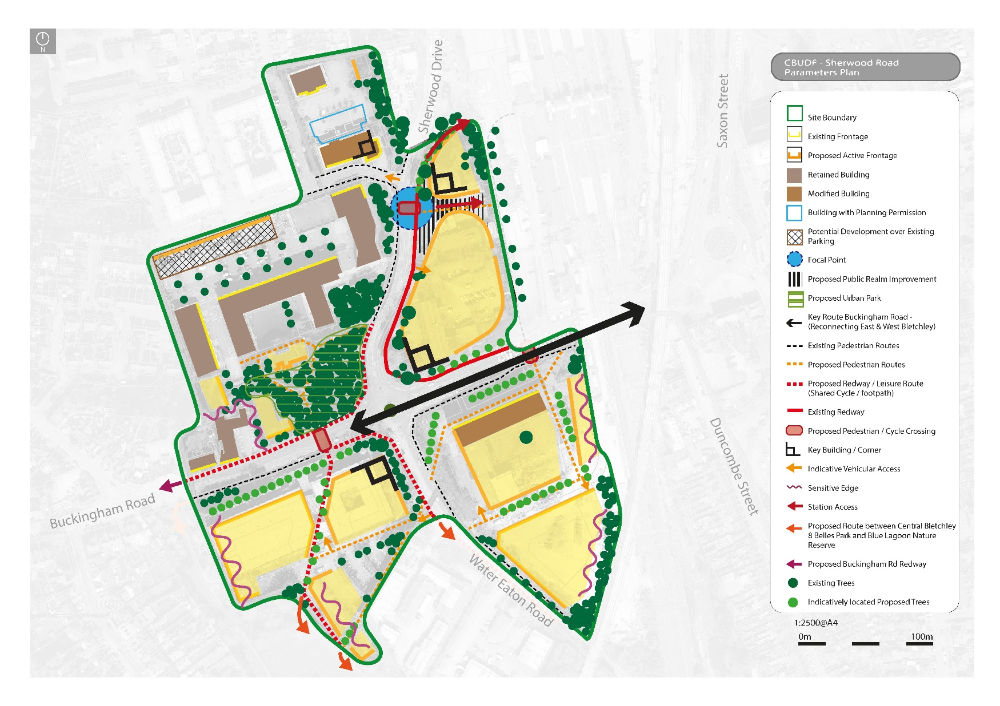 N
CBUDF - Sherwood Road
Parameters Plan
Sherwood Drive
Saxon Street
Buckingham Road
Water Eaton Road
Duncombe Street
Site Boundary
Existing Frontage
Proposed Active Frontage
Retained Building
Modified Building
Building with Planning Permission
Potential Development over Existing
Parking
Focal Point
Proposed Public Realm Improvement
Proposed Urban Park
Key Route Buckingham Road -
(Reconnecting East & West Bletchley)
Existing Pedestrian Routes
Proposed Pedestrian Routes
Proposed Redway / Leisure Route
(Shared Cycle / footpath)
Existing Redway
Proposed Pedestrian / Cycle Crossing
Key Building / Corner
Indicative Vehicular Access
Sensitive Edge
Station Access
Proposed Route between Central Bletchley
8 Belles Park and Blue Lagoon Nature
Reserve
Proposed Buckingham Rd Redway
Existing Trees
Indicatively located Proposed Trees
1:2500@A4
0m 100m